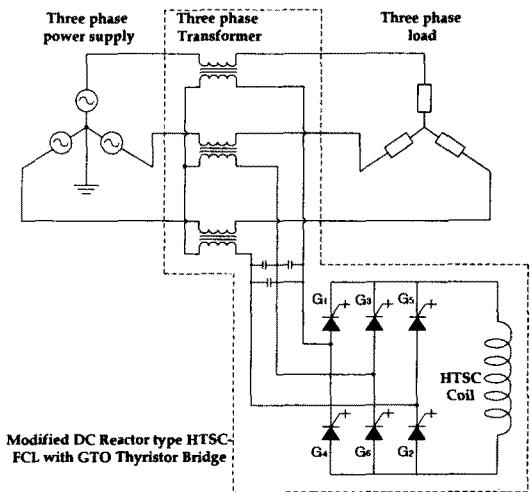 Three phase
power supply
Three phase
Transformer
Three phase
load
G1
G3
G5
HTSC
Coil
G4
G6
G2
Modified DC Reactor type HTSC-
FCL with GTO Thyristor Bridge